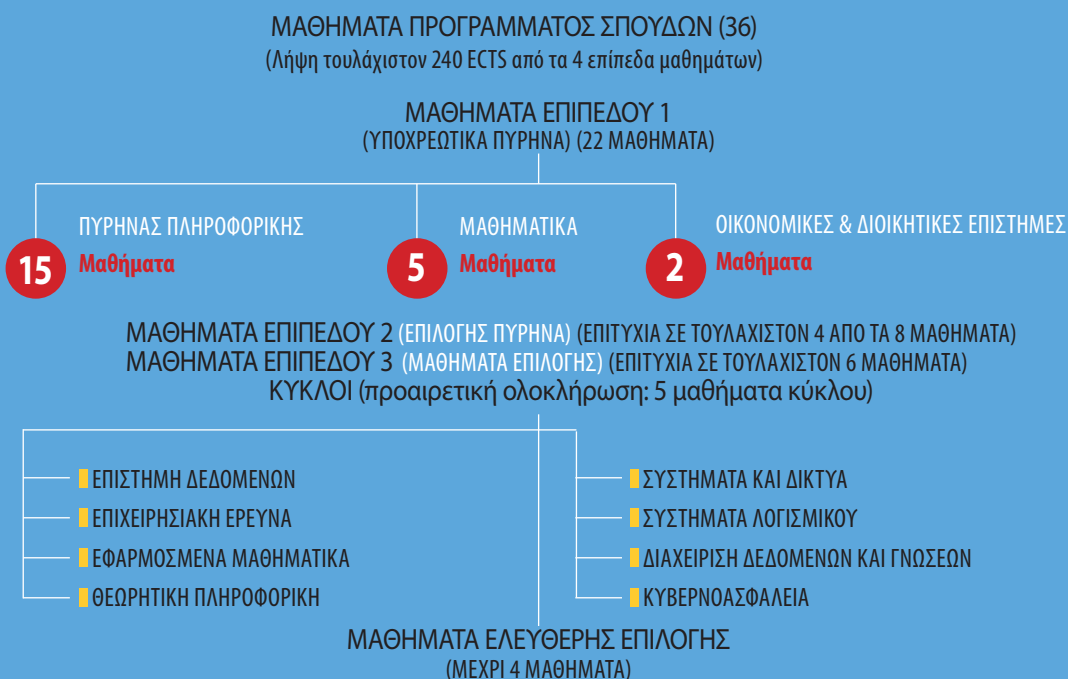 ΜΑΘΗΜΑΤΑ ΠΡΟΓΡΑΜΜΑΤΟΣ ΣΠΟΥΔΩΝ (36)
(Λήψη τουλάχιστον 240 ECTS από τα 4 επίπεδα μαθημάτων)
ΜΑΘΗΜΑΤΑ ΕΠΙΠΕΔΟΥ 1
(ΥΠΟΧΡΕΩΤΙΚΑ ΠΥΡΗΝΑ) (22 ΜΑΘΗΜΑΤΑ)
ΠΥΡΗΝΑΣ ΠΛΗΡΟΦΟΡΙΚΗΣ
15 Μαθήματα
ΜΑΘΗΜΑΤΙΚΑ
5 Μαθήματα
ΟΙΚΟΝΟΜΙΚΕΣ & ΔΙΟΙΚΗΤΙΚΕΣ ΕΠΙΣΤΗΜΕΣ
2 Μαθήματα
ΜΑΘΗΜΑΤΑ ΕΠΙΠΕΔΟΥ 2 (ΕΠΙΛΟΓΗΣ ΠΥΡΗΝΑ) (ΕΠΙΤΥΧΙΑ ΣΕ ΤΟΥΛΑΧΙΣΤΟΝ 4 ΑΠΟ ΤΑ 8 ΜΑΘΗΜΑΤΑ)
ΜΑΘΗΜΑΤΑ ΕΠΙΠΕΔΟΥ 3 (ΜΑΘΗΜΑΤΑ ΕΠΙΛΟΓΗΣ) (ΕΠΙΤΥΧΙΑ ΣΕ ΤΟΥΛΑΧΙΣΤΟΝ 6 ΜΑΘΗΜΑΤΑ)
ΚΥΚΛΟΙ (προαιρετική ολοκλήρωση: 5 μαθήματα κύκλου)
ΕΠΙΣΤΗΜΗ ΔΕΔΟΜΕΝΩΝ
ΕΠΙΧΕΙΡΗΣΙΑΚΗ ΕΡΕΥΝΑ
ΕΦΑΡΜΟΣΜΕΝΑ ΜΑΘΗΜΑΤΙΚΑ
ΘΕΩΡΗΤΙΚΗ ΠΛΗΡΟΦΟΡΙΚΗ
ΣΥΣΤΗΜΑΤΑ ΚΑΙ ΔΙΚΤΥΑ
ΣΥΣΤΗΜΑΤΑ ΛΟΓΙΣΜΙΚΟΥ
ΔΙΑΧΕΙΡΙΣΗ ΔΕΔΟΜΕΝΩΝ ΚΑΙ ΓΝΩΣΕΩΝ
ΚΥΒΕΡΝΟΑΣΦΑΛΕΙΑ
ΜΑΘΗΜΑΤΑ ΕΛΕΥΘΕΡΗΣ ΕΠΙΛΟΓΗΣ
(ΜΕΧΡΙ 4 ΜΑΘΗΜΑΤΑ)